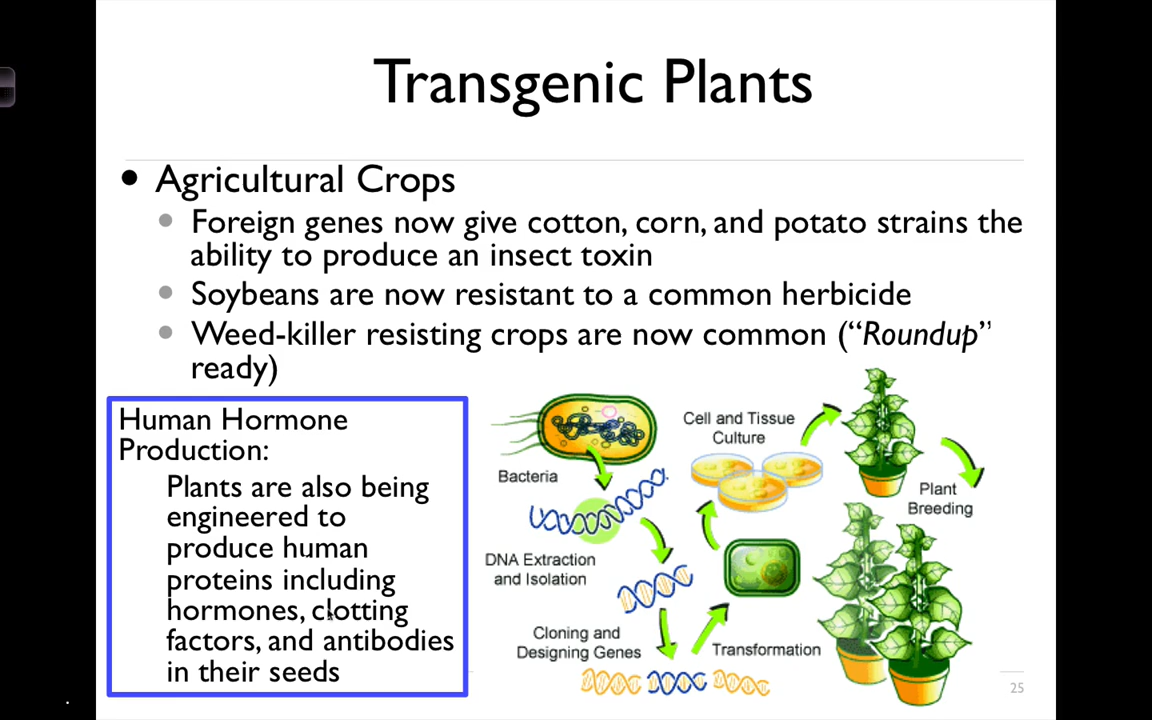 Transgenic Plants
• Agricultural Crops
• Foreign genes now give cotton, corn, and potato strains the
ability to produce an insect toxin
• Soybeans are now resistant to a common herbicide
• Weed-killer resisting crops are now common (“Roundup”
ready)
Human Hormone
Production:
Plants are also being
engineered to
produce human
proteins including
hormones, clotting
factors, and antibodies
in their seeds
Bacteria
DNA Extraction
and Isolation
Cloning and
Designing Genes
Transformation
Cell and Tissue
Culture
Plant
Breeding
25